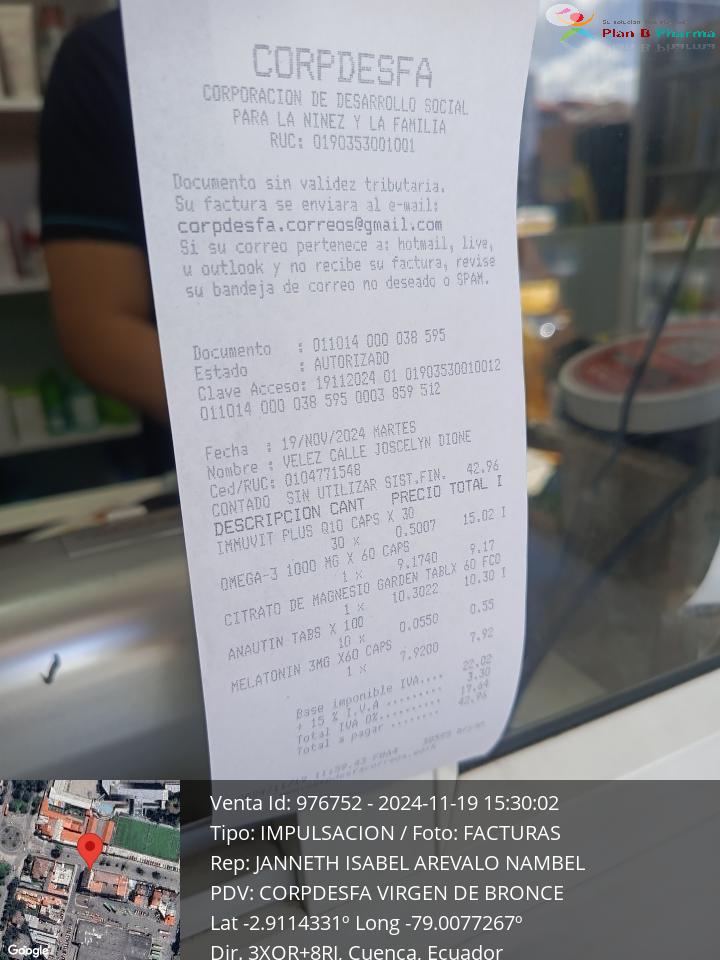 Plan B Pharma
CORPDESFA
CORPORACION DE DESARROLLO SOCIAL
PARA LA NINEZ Y LA FAMILIA
RUC: 0190353001001
Documento sin validez tributaria.
Su factura se enviara al e-mail:
corpdesfa.correos@gmail.com
Si su correo pertenece a: hotmail, live,
u outlook y no recibe su factura, revise
su bandeja de correo no deseado o SPAM.
Documento : 011014 000 038 595
Estado : AUTORIZADO
Clave Acceso: 19112024 01 01903530010012
011014 000 038 595 0003 859 512
Fecha : 19/NOV/2024 MARTES
Nombre : VELEZ CALLE JOSCELYN DIONE
Ced/RUC: 0104771548
CONTADO SIN UTILIZAR SIST.FIN. 42.96
DESCRIPCION CANT PRECIO TOTAL I
IMMUVIT PLUS Q10 CAPS X 30
30 x 0.5007 15.02 I
OMEGA-3 1000 MG X 60 CAPS
1 x 9.1740 9.17
CITRATO DE MAGNESIO GARDEN TABLX 60 FCO
1 x 10.3022 10.30 I
ANAUTIN TABS X 100
10 x 0.0550 0.55
MELATONIN 3MG X60 CAPS
1 x 7.9200 7.92
Base imponible IVA.... 22.02
+ 15 % I.V.A ......... 3.30
Total IVA 0%.......... 17.64
Total a pagar ........ 42.96
Venta Id: 976752 - 2024-11-19 15:30:02
Tipo: IMPULSACION / Foto: FACTURAS
Rep: JANNETH ISABEL AREVALO NAMBEL
PDV: CORPDESFA VIRGEN DE BRONCE
Lat -2.9114331º Long -79.0077267º
Dir. 3XQR+8RJ, Cuenca, Ecuador
Google